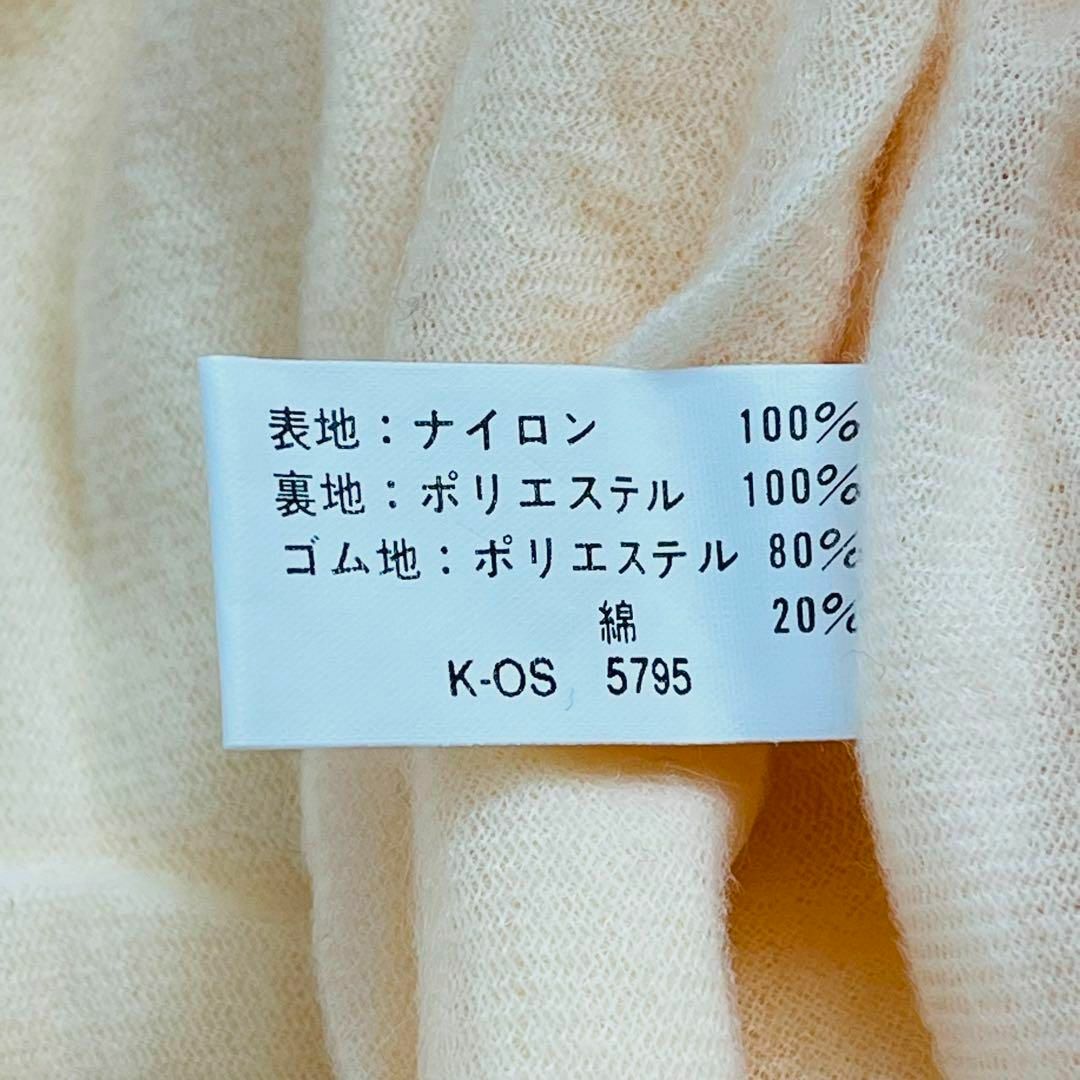 表地：ナイロン 100%
裏地：ポリエステル 100%
ゴム地：ポリエステル 80%
綿 20%
K-OS 5795